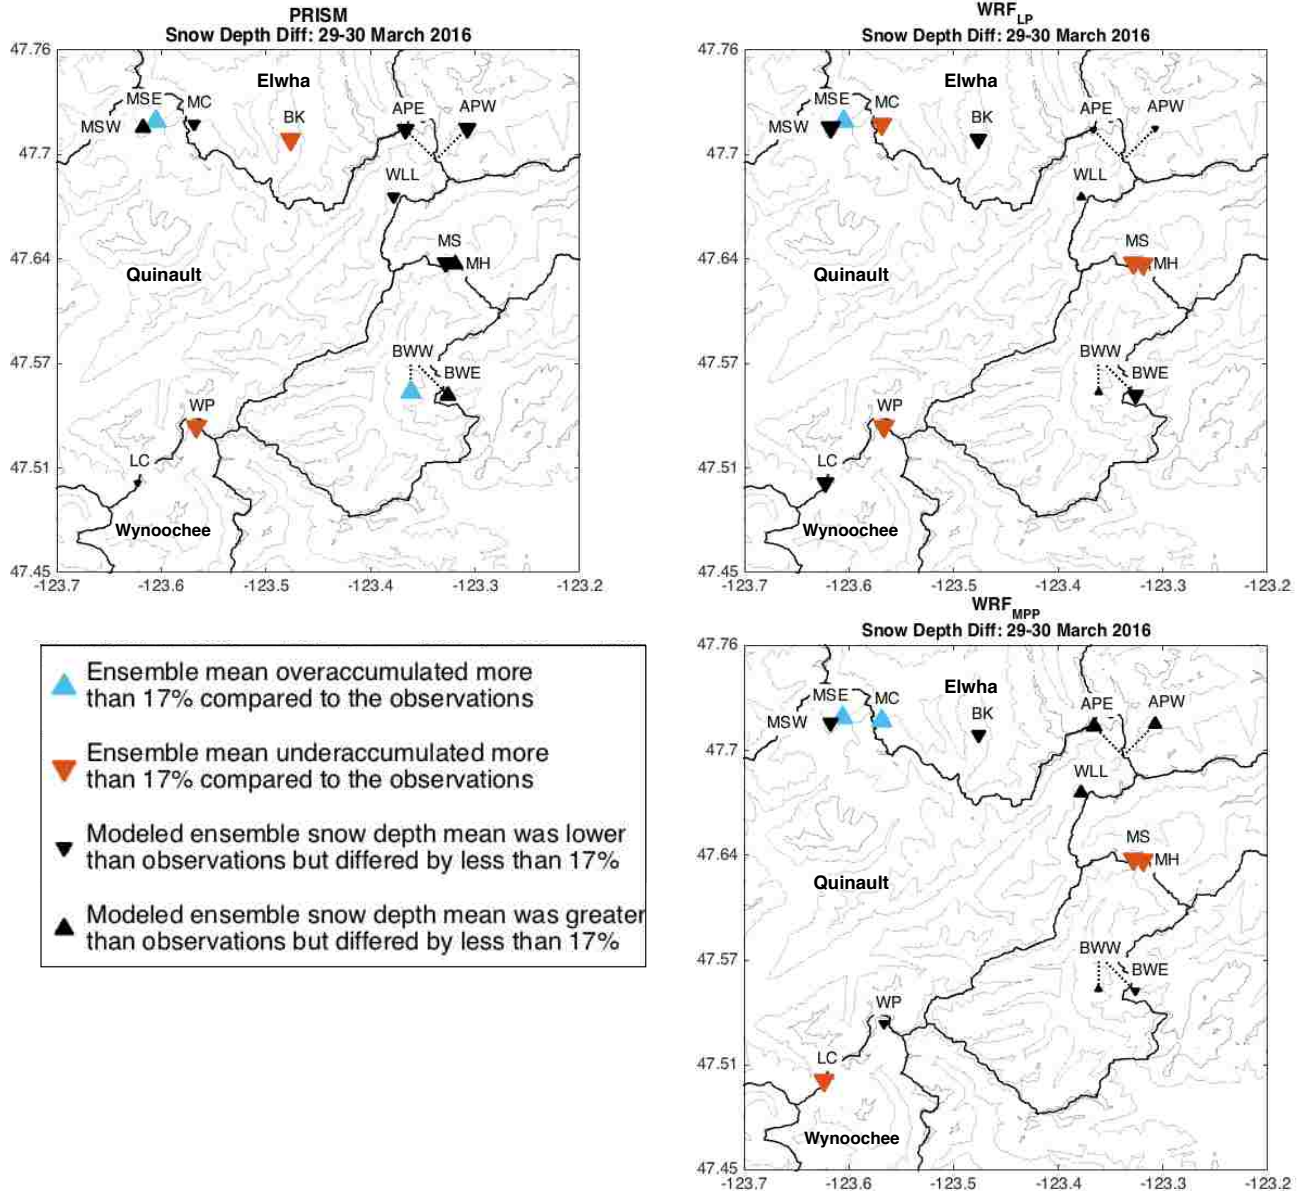 PRISM
Snow Depth Diff: 29-30 March 2016
47.76
47.7
47.64
47.57
47.51
47.45
-123.7
-123.6
-123.5
-123.4
-123.3
-123.2
Elwha
MSE
MC
MSW
BK
APE
APW
WLL
MS
MH
Quinault
BWW
BWE
WP
LC
Wynoochee
WRF LP
Snow Depth Diff: 29-30 March 2016
47.76
47.7
47.64
47.57
47.51
47.45
-123.7
-123.6
-123.5
-123.4
-123.3
-123.2
Elwha
MSE
MC
MSW
BK
APE
APW
WLL
MS
MH
Quinault
BWW
BWE
WP
LC
Wynoochee
Ensemble mean overaccumulated more
than 17% compared to the observations
Ensemble mean underaccumulated more
than 17% compared to the observations
Modeled ensemble snow depth mean was lower
than observations but differed by less than 17%
Modeled ensemble snow depth mean was greater
than observations but differed by less than 17%
WRF MPP
Snow Depth Diff: 29-30 March 2016
47.76
47.7
47.64
47.57
47.51
47.45
-123.7
-123.6
-123.5
-123.4
-123.3
-123.2
Elwha
MSE
MC
MSW
BK
APE
APW
WLL
MS
MH
Quinault
BWW
BWE
WP
LC
Wynoochee